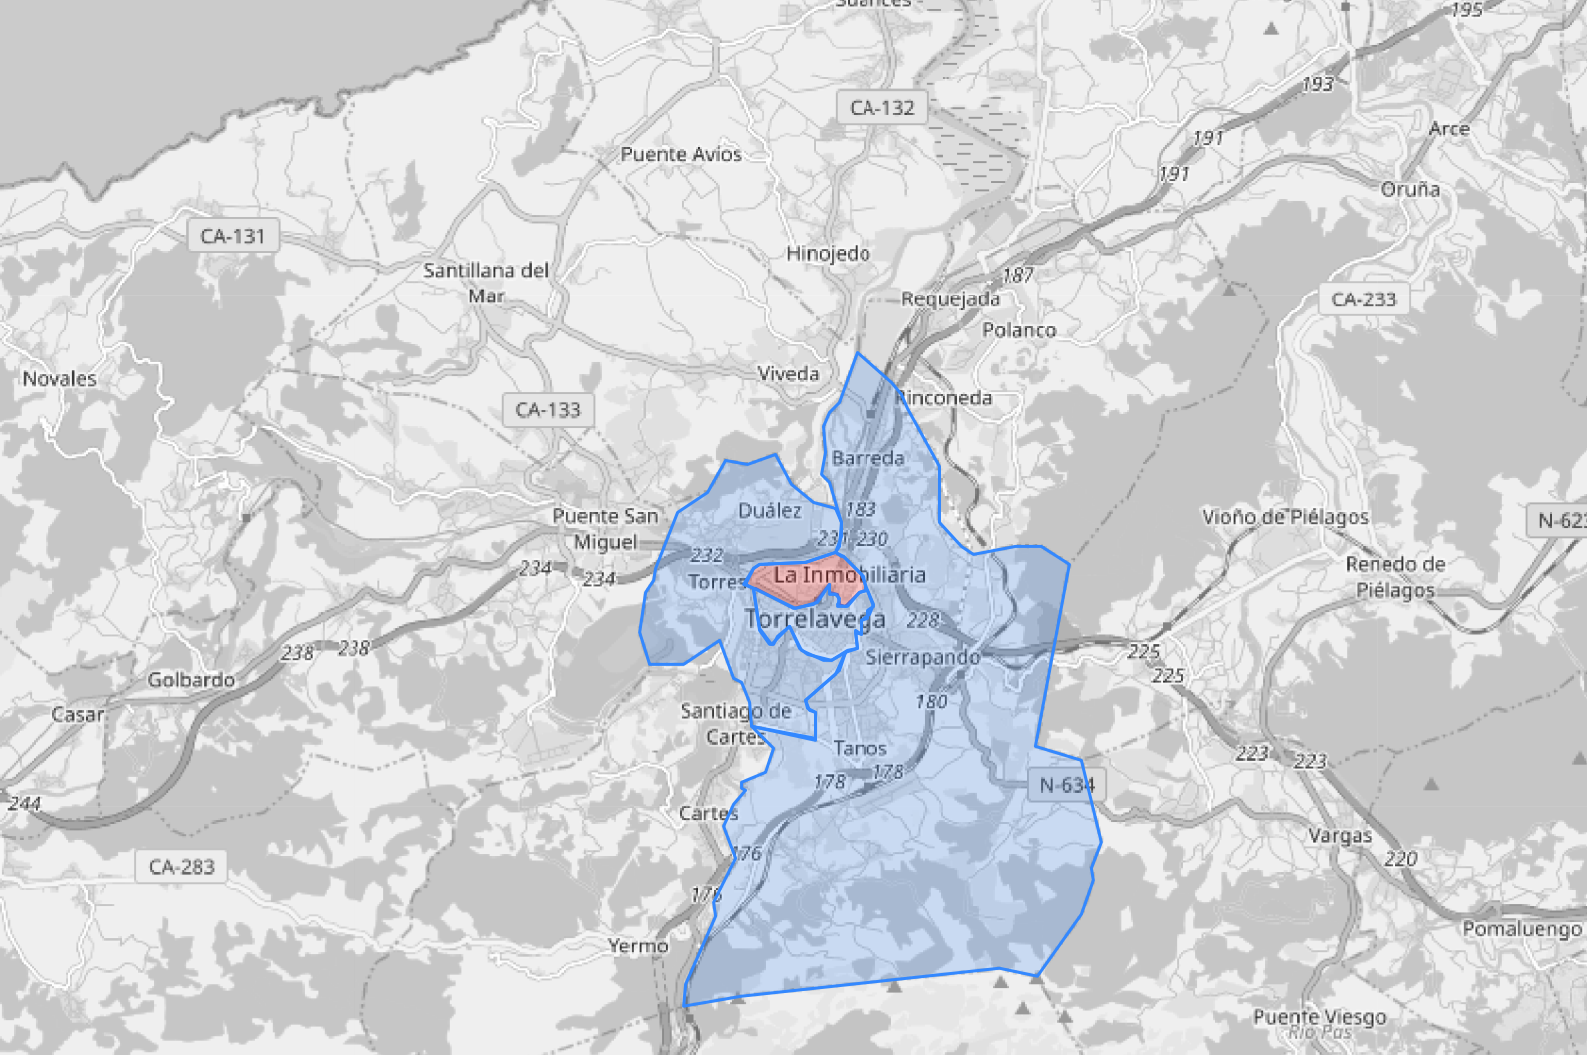 Suances
195
193
CA-132
Arce
191
Puente Avios
191
Oruña
CA-131
Hinojedo
Santillana del
Mar
187
Requejada
CA-233
Polanco
Viveda
Novales
Rinconeda
CA-133
Barreda
Duález
183
Puente San
Miguel
Vioño de Piélagos
N-623
231
230
232
234
234
Torres
La Inmobiliaria
Renedo de
Piélagos
Torrelavega
228
238
238
Sierrapando
225
225
Golbardo
180
Casar
Santiago de
Cartes
Tanos
223
223
178
178
N-634
244
Cartes
Vargas
176
220
CA-283
176
Yermo
Pomaluengo
Puente Viesgo
Río Pas